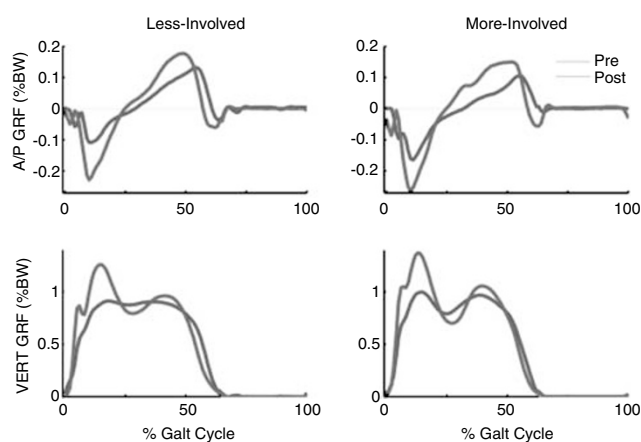 Less-Involved
More-Involved
A/P GRF (%BW)
0.2
0.1
0
-0.1
-0.2
0 50 100
0.2
0.1
0
-0.1
-0.2
0 50 100
Pre
Post
VERT GRF (%BW)
1
0.5
0
0 50 100
% Galt Cycle
1
0.5
0
0 50 100
% Galt Cycle